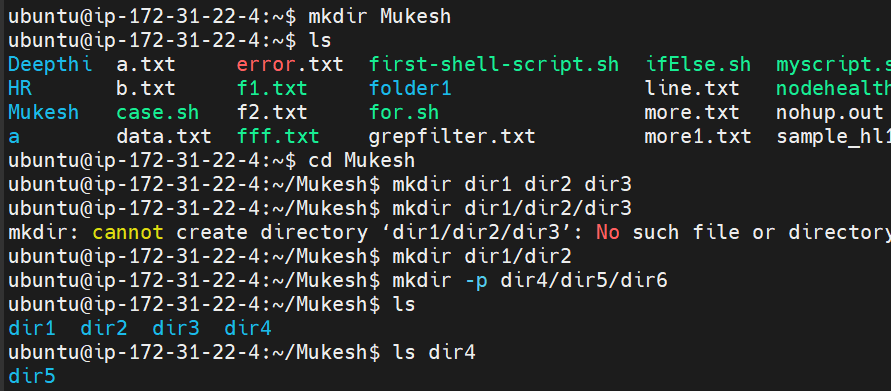 ubuntu@ip-172-31-22-4:~$ mkdir Mukesh
ubuntu@ip-172-31-22-4:~$ ls
Deepthi a.txt error.txt first-shell-script.sh ifElse.sh myscript.s
HR b.txt f1.txt folder1 line.txt nodehealth
Mukesh case.sh f2.txt for.sh more.txt nohup.out
a data.txt fff.txt grepfilter.txt more1.txt sample_hl1
ubuntu@ip-172-31-22-4:~$ cd Mukesh
ubuntu@ip-172-31-22-4:~/Mukesh$ mkdir dir1 dir2 dir3
ubuntu@ip-172-31-22-4:~/Mukesh$ mkdir dir1/dir2/dir3
mkdir: cannot create directory ‘dir1/dir2/dir3’: No such file or directory
ubuntu@ip-172-31-22-4:~/Mukesh$ mkdir dir1/dir2
ubuntu@ip-172-31-22-4:~/Mukesh$ mkdir -p dir4/dir5/dir6
ubuntu@ip-172-31-22-4:~/Mukesh$ ls
dir1 dir2 dir3 dir4
ubuntu@ip-172-31-22-4:~/Mukesh$ ls dir4
dir5